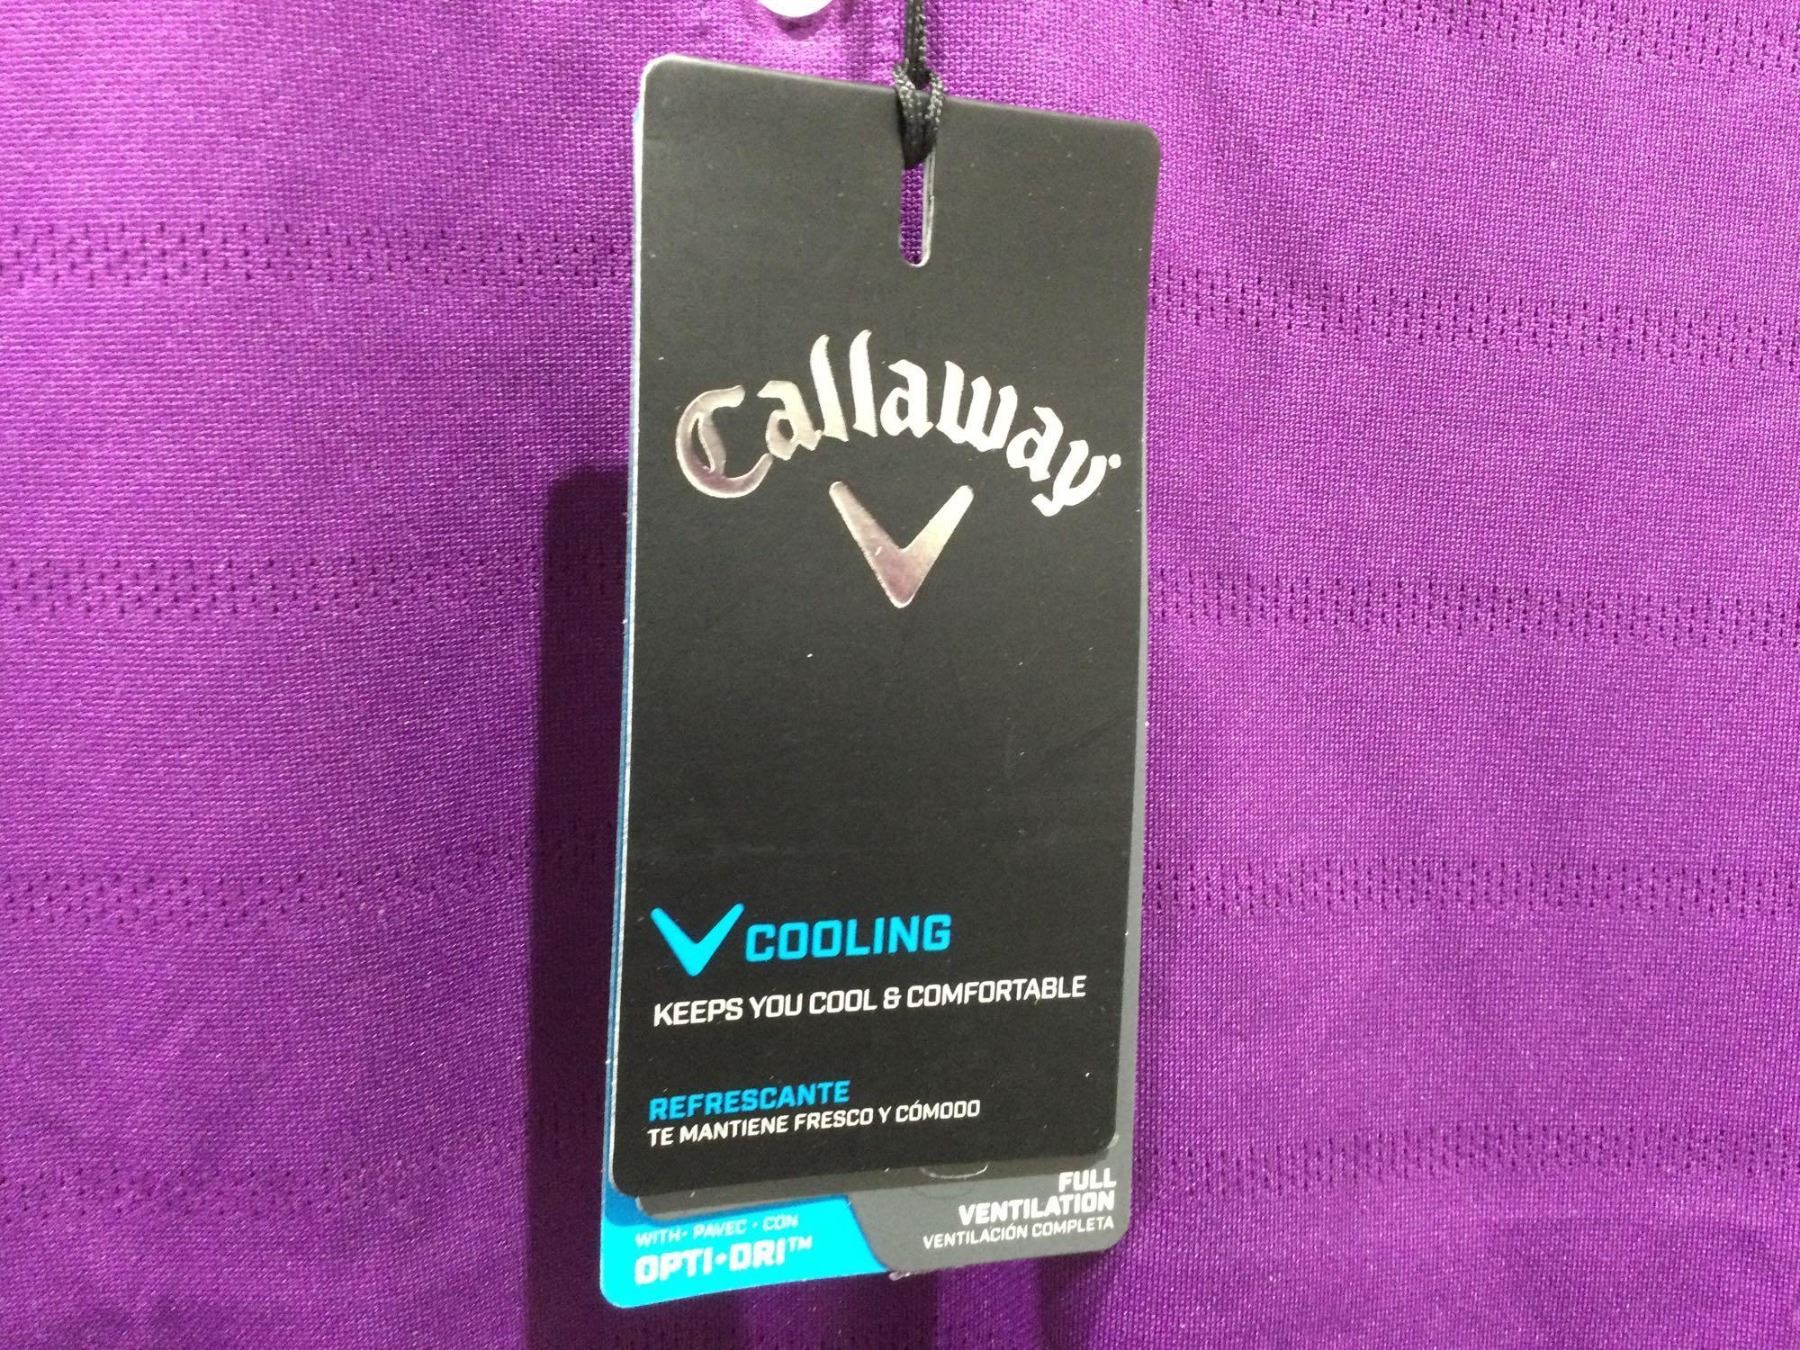 Callaway
COOLING
KEEPS YOU COOL & COMFORTABLE
REFRESCANTE
TE MANTIENE FRESCO Y CÓMODO
FULL
VENTILATION
VENTILACIÓN COMPLETA
WITH • PAVEC • CON
OPTI•DRI™